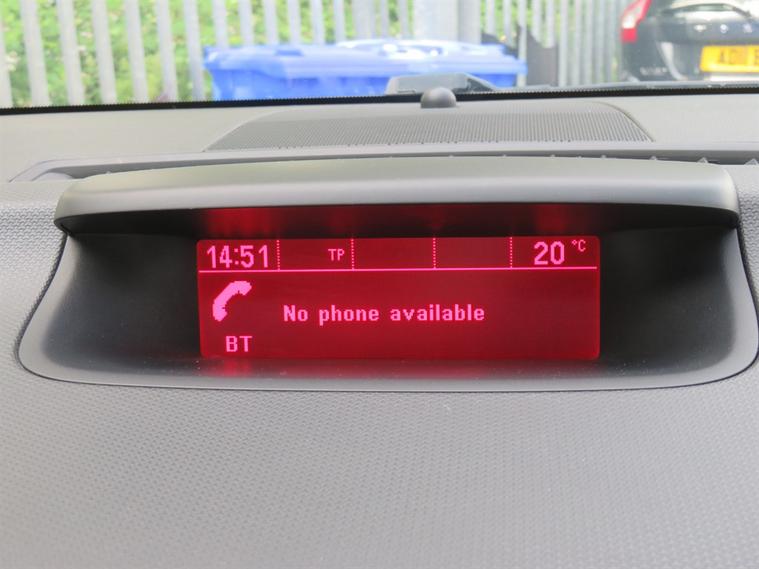 14:51 TP 20 °C
No phone available
BT